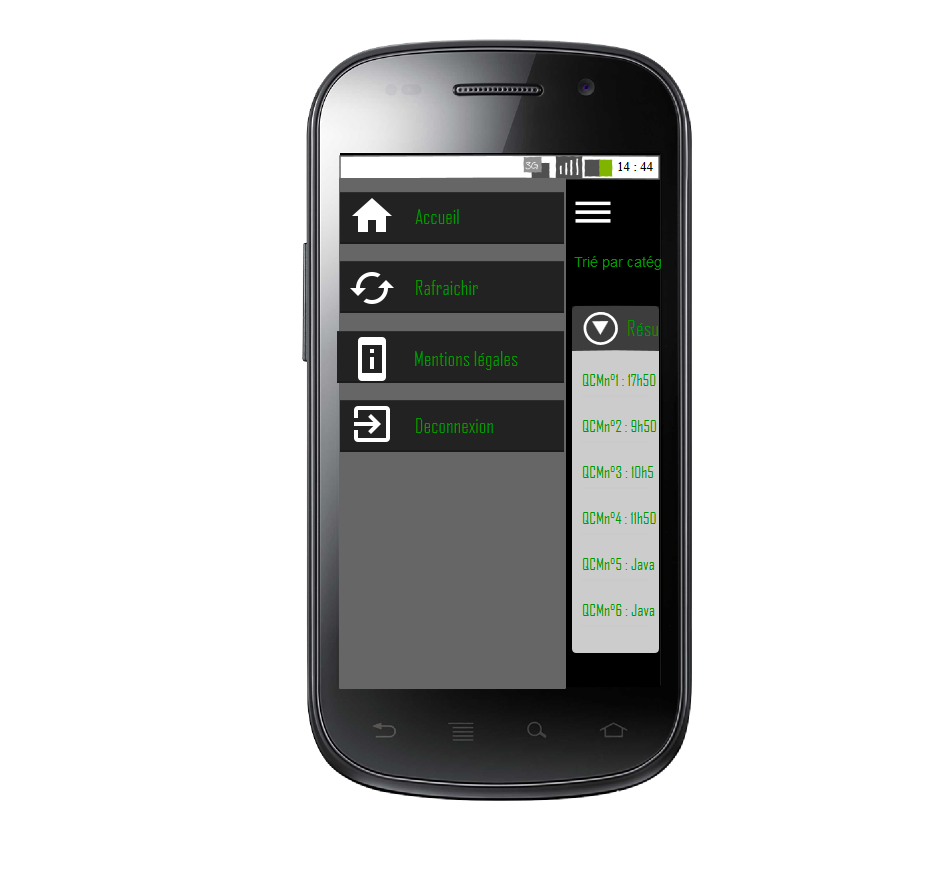 3G 14 : 44
Accueil
Rafraichir
Mentions légales
Deconnexion
Trié par catég
Résu
QCMn°1 : 17h50
QCMn°2 : 9h50
QCMn°3 : 10h5
QCMn°4 : 11h50
QCMn°5 : Java
QCMn°6 : Java